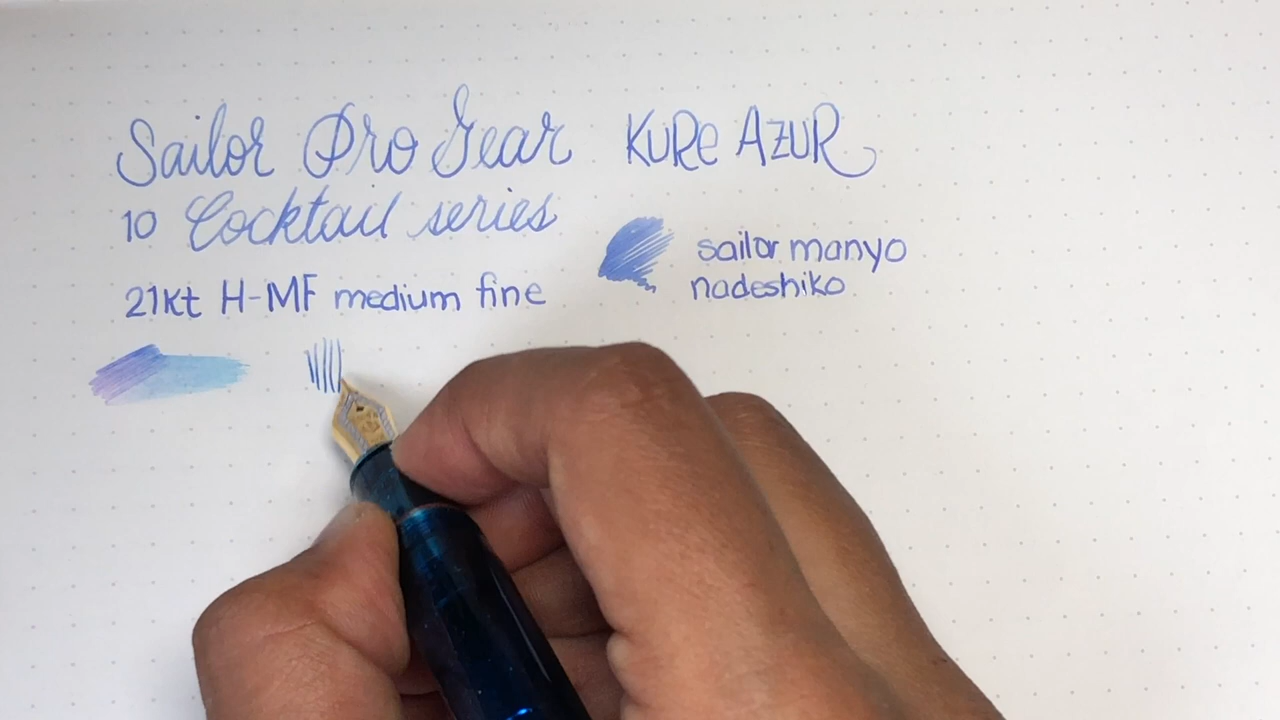 Sailor Pro Gear KURe AZUR
10 Cocktail series
sailor manyo
nadeshiko
21kt H-MF medium fine